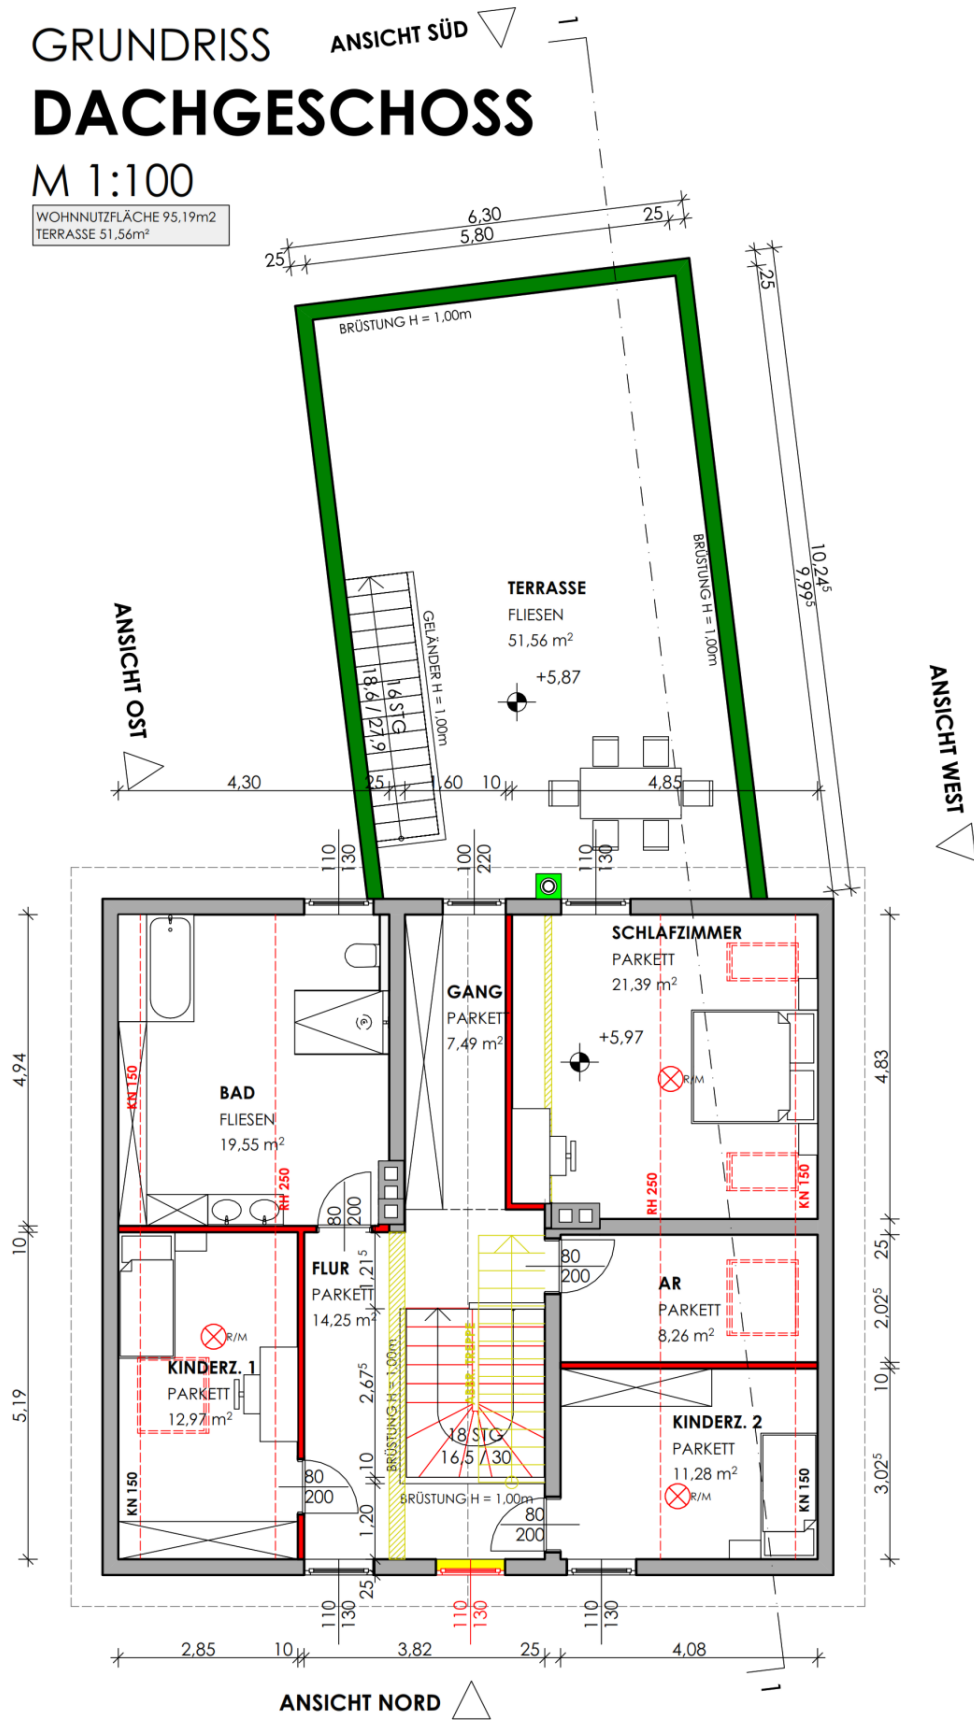 GRUNDRISS
DACHGESCHOSS
M 1:100
WOHNNUTZFLÄCHE 95,19m2
TERRASSE 51,56m²
ANSICHT SÜD
1
6,30
5,80
25
25
25
BRÜSTUNG H = 1,00m
BRÜSTUNG H = 1,00m
10,24⁵
9,99⁵
TERRASSE
FLIESEN
51,56 m²
+5,87
GELÄNDER H = 1,00m
16 STG
18,6 / 27,9
ANSICHT OST
ANSICHT WEST
4,30
25
,60
10
4,85
110
130
100
220
110
130
SCHLAFZIMMER
PARKETT
21,39 m²
+5,97
R/M
GANG
PARKETT
7,49 m²
BAD
FLIESEN
19,55 m²
KN 150
RH 250
RH 250
KN 150
4,94
4,83
80
200
10
25
FLUR
PARKETT
14,25 m²
1,21⁵
80
200
AR
PARKETT
8,26 m²
2,02⁵
R/M
KINDERZ. 1
PARKETT
12,97 m²
2,67⁵
BRÜSTUNG H = 1,00m
18 STG
16,5 / 30
10
5,19
KINDERZ. 2
PARKETT
11,28 m²
R/M
3,02⁵
KN 150
KN 150
80
200
10
BRÜSTUNG H = 1,00m
1,20
80
200
25
110
130
110
130
110
130
2,85
10
3,82
25
4,08
1
ANSICHT NORD